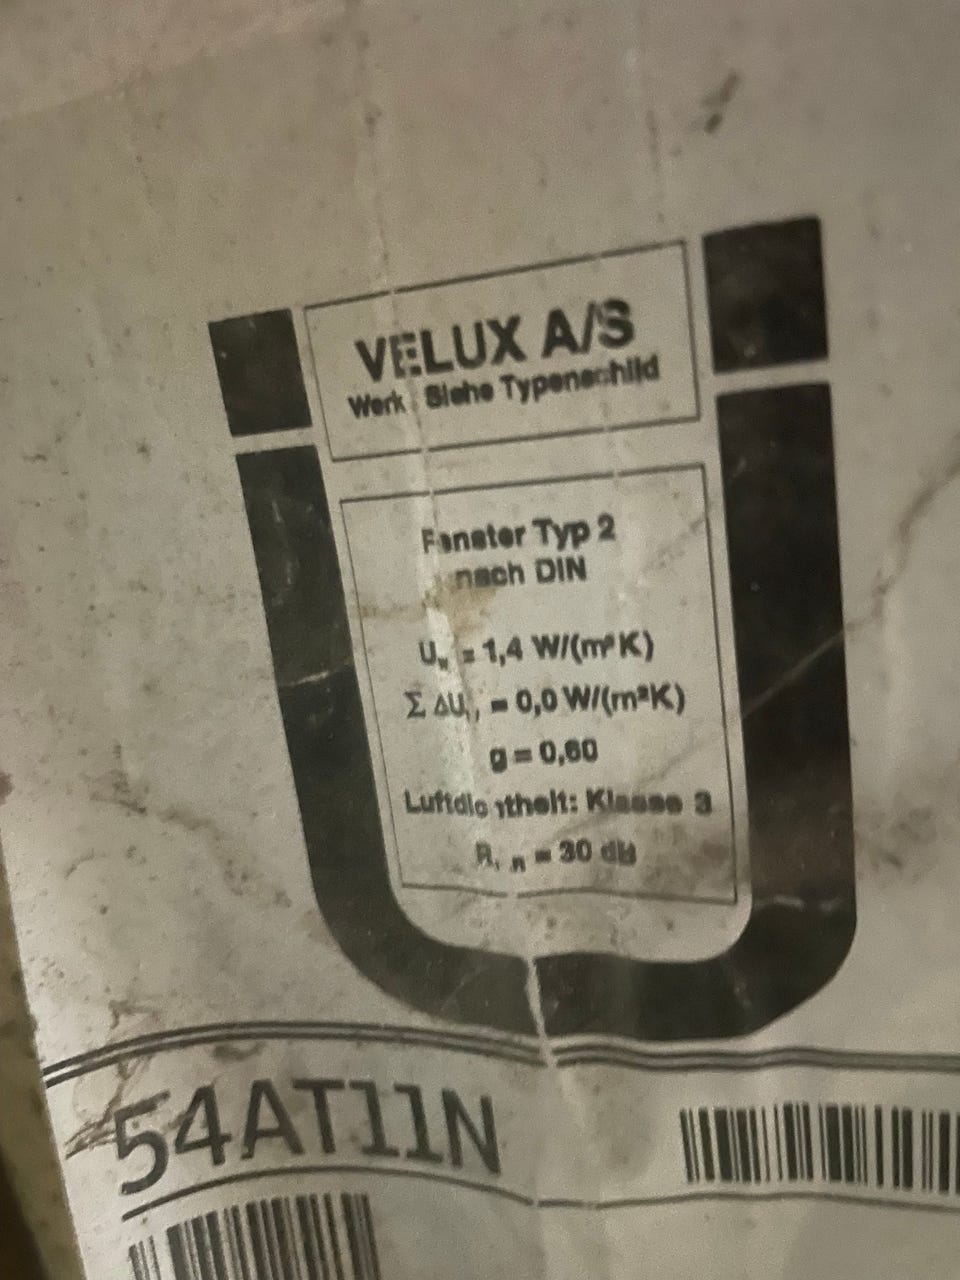 VELUX A/S
Werk Siehe Typenschild
Fenster Typ 2
nach DIN
Uw = 1,4 W/(m²K)
Σ ΔU = 0,0 W/(m²K)
g = 0,60
Klasse 3
= 30 dB
54AT11N